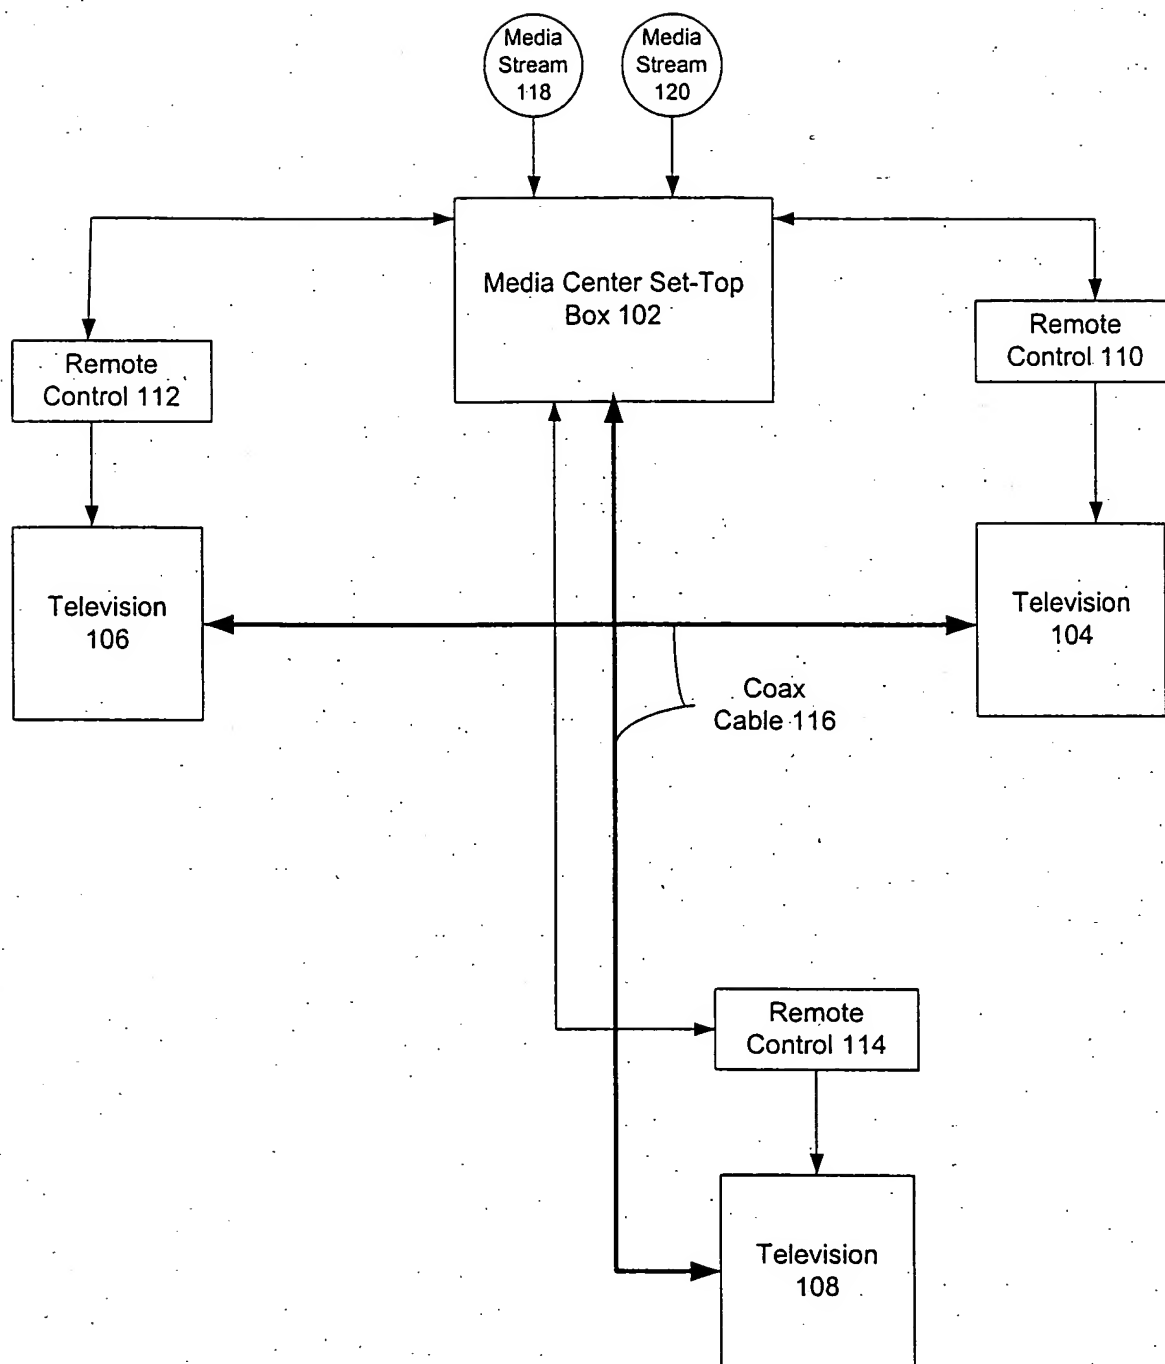 Media
Stream
118
Media
Stream
120
Media Center Set-Top
Box 102
Remote
Control 110
Remote
Control 112
Television
106
Television
104
Coax
Cable 116
Remote
Control 114
Television
108